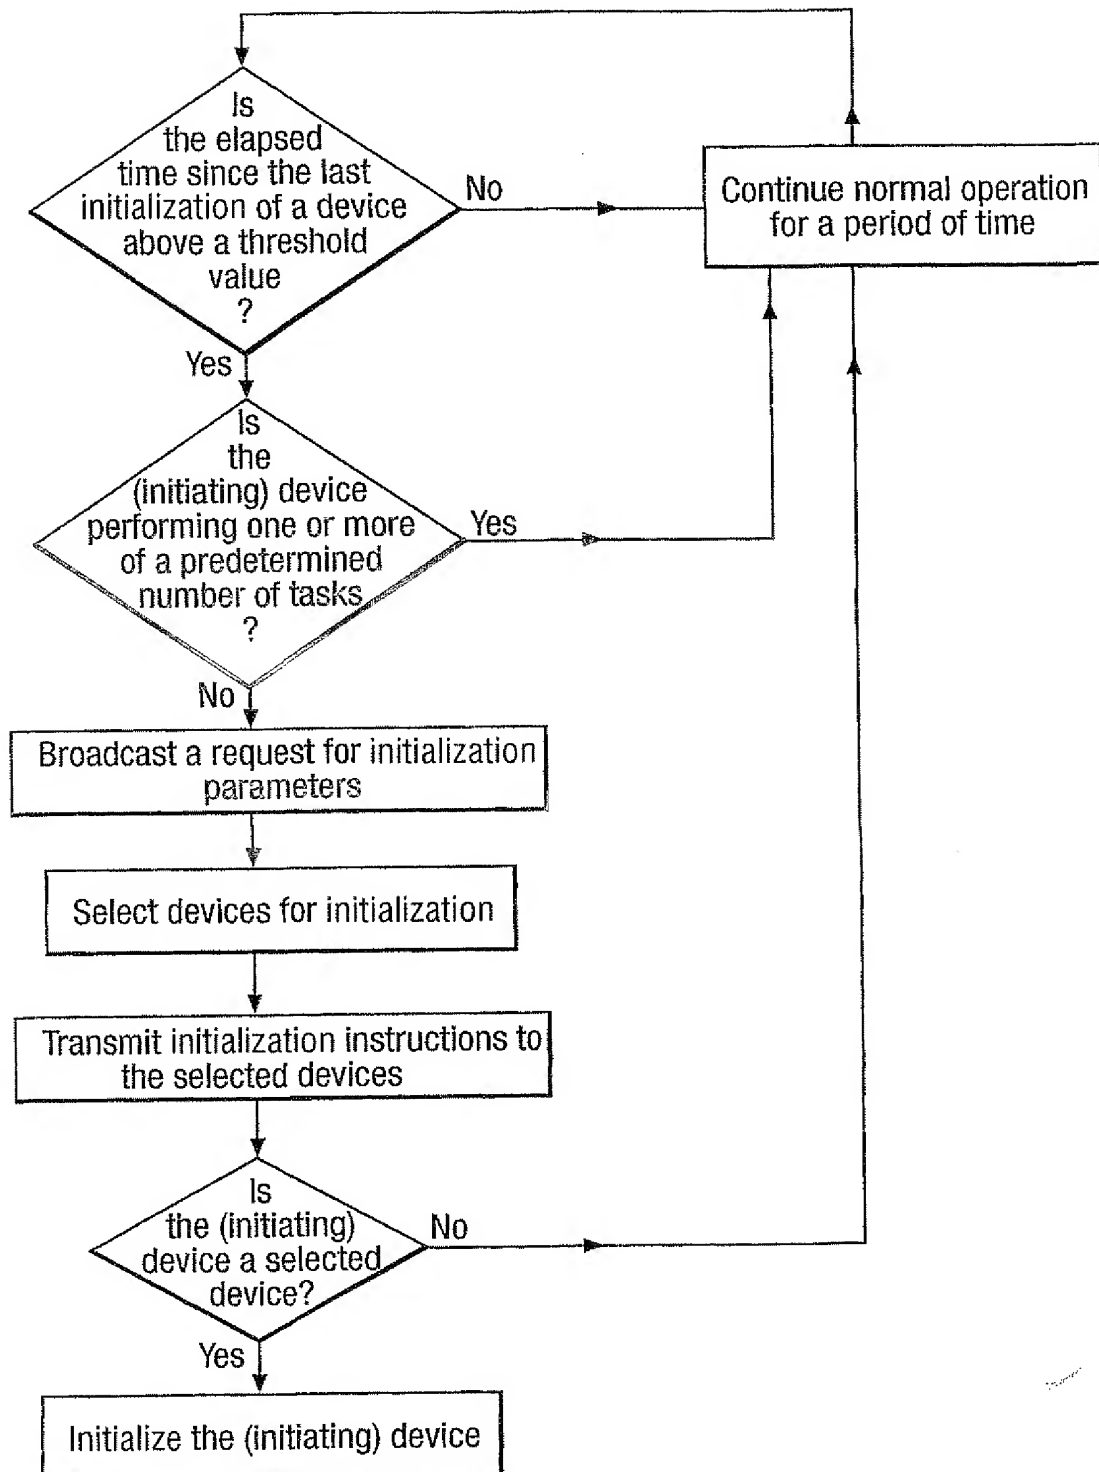 Is
the elapsed
time since the last
initialization of a device
above a threshold
value
?
No
Continue normal operation
for a period of time
Yes
Is
the
(initiating) device
performing one or more
of a predetermined
number of tasks
?
Yes
No
Broadcast a request for initialization
parameters
Select devices for initialization
Transmit initialization instructions to
the selected devices
Is
the (initiating)
device a selected
device?
No
Yes
Initialize the (initiating) device